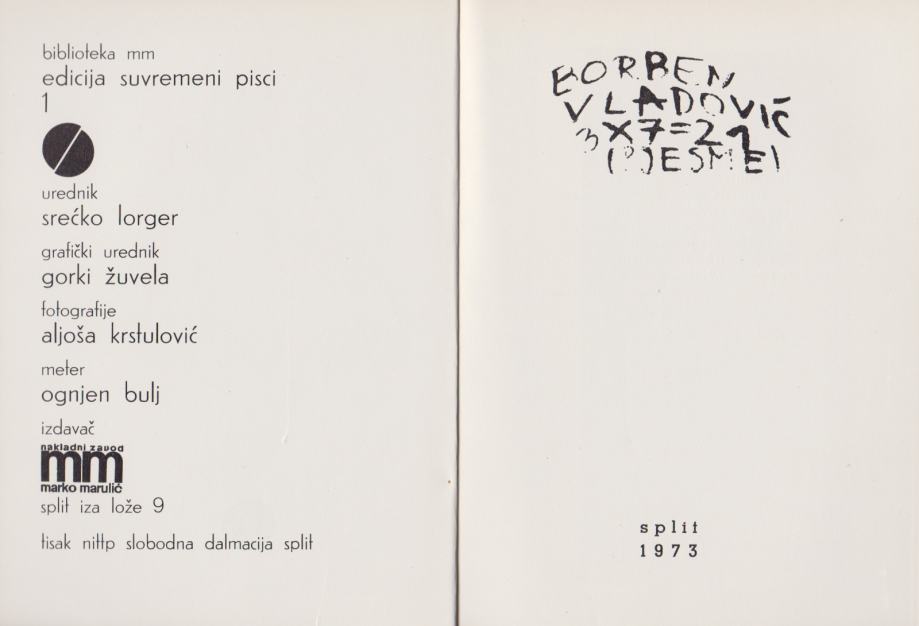 biblioteka mm
edicija suvremeni pisci
1
urednik
srećko lorger
grafički urednik
gorki žuvela
fotografije
aljoša krstulović
meter
ognjen bulj
izdavač
nakladni zavod
mm
marko marulić
split iza lože 9
tisak nittp slobodna dalmacija split
BORBEN
VLADOVIČ
3X7=21
(PJESME)
split
1973